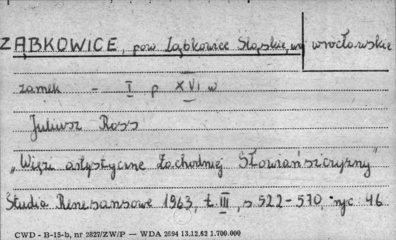 ZĄBKOWICE, pow Ząbkowice Śląskie, woj wrocławskie
zamek - I p XVI w
Juliusz Ross
„Więzi artystyczne Zachodniej Słowiańszczyzny"
Studia Renesansowe 1963, t. III, s 522-570, ryc 46
CWD - B-15-b, nr 2827/ZW/P — WDA 2694 13.12.62 1.700.000